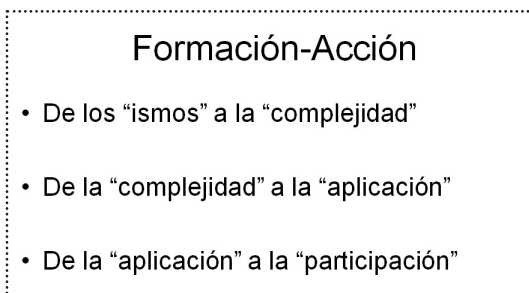 Formación-Acción
• De los “ismos” a la “complejidad”
• De la “complejidad” a la “aplicación”
• De la “aplicación” a la “participación”